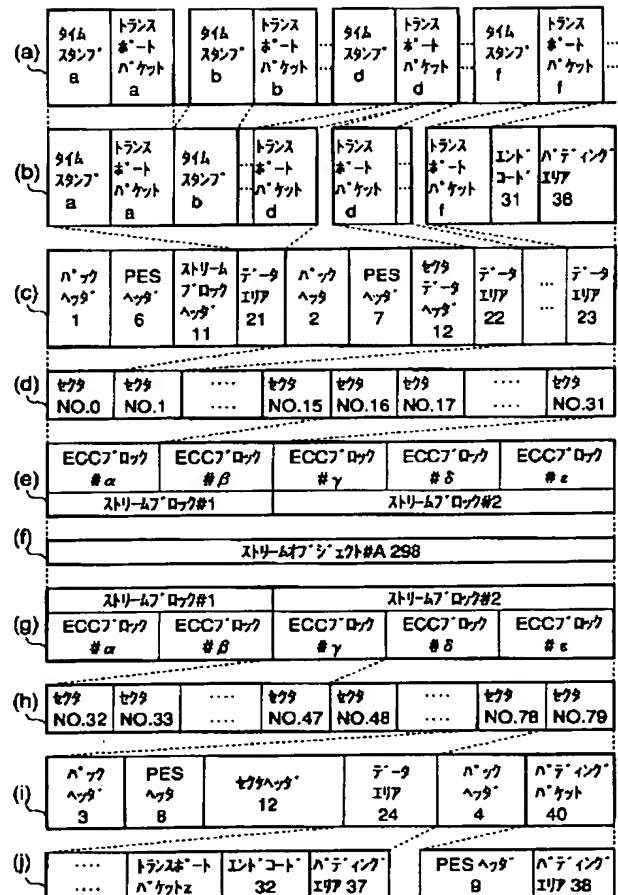 (a)
タイム
スタンプ
a
トランス
ポート
パケット
a
タイム
スタンプ
b
トランス
ポート
パケット
b
....
....
タイム
スタンプ
d
トランス
ポート
パケット
d
....
....
タイム
スタンプ
f
トランス
ポート
パケット
f
....
....
(b)
タイム
スタンプ
a
トランス
ポート
パケット
a
タイム
スタンプ
b
....
....
トランス
ポート
パケット
d
トランス
ポート
パケット
d
....
....
トランス
ポート
パケット
f
エンド
コード
31
パディング
エリア
36
(c)
パック
ヘッダ
1
PES
ヘッダ
6
ストリーム
ブロック
ヘッダ
11
データ
エリア
21
パック
ヘッダ
2
PES
ヘッダ
7
セクタ
データ
ヘッダ
12
データ
エリア
22
....
....
データ
エリア
23
(d)
セクタ
NO.0
セクタ
NO.1
....
....
セクタ
NO.15
セクタ
NO.16
セクタ
NO.17
....
....
セクタ
NO.31
(e)
ECCブロック
#α
ECCブロック
#β
ECCブロック
#γ
ECCブロック
#δ
ECCブロック
#ε
ストリームブロック#1
ストリームブロック#2
(f)
ストリームオブジェクト#A 298
(g)
ストリームブロック#1
ストリームブロック#2
ECCブロック
#α
ECCブロック
#β
ECCブロック
#γ
ECCブロック
#δ
ECCブロック
#ε
(h)
セクタ
NO.32
セクタ
NO.33
....
....
セクタ
NO.47
セクタ
NO.48
....
....
セクタ
NO.78
セクタ
NO.79
(i)
パック
ヘッダ
3
PES
ヘッダ
8
セクタヘッダ
12
データ
エリア
24
パック
ヘッダ
4
パディング
パケット
40
(j)
....
....
トランスポート
パケットz
エンドコード
32
パディング
エリア 37
PES ヘッダ
9
パディング
エリア 38